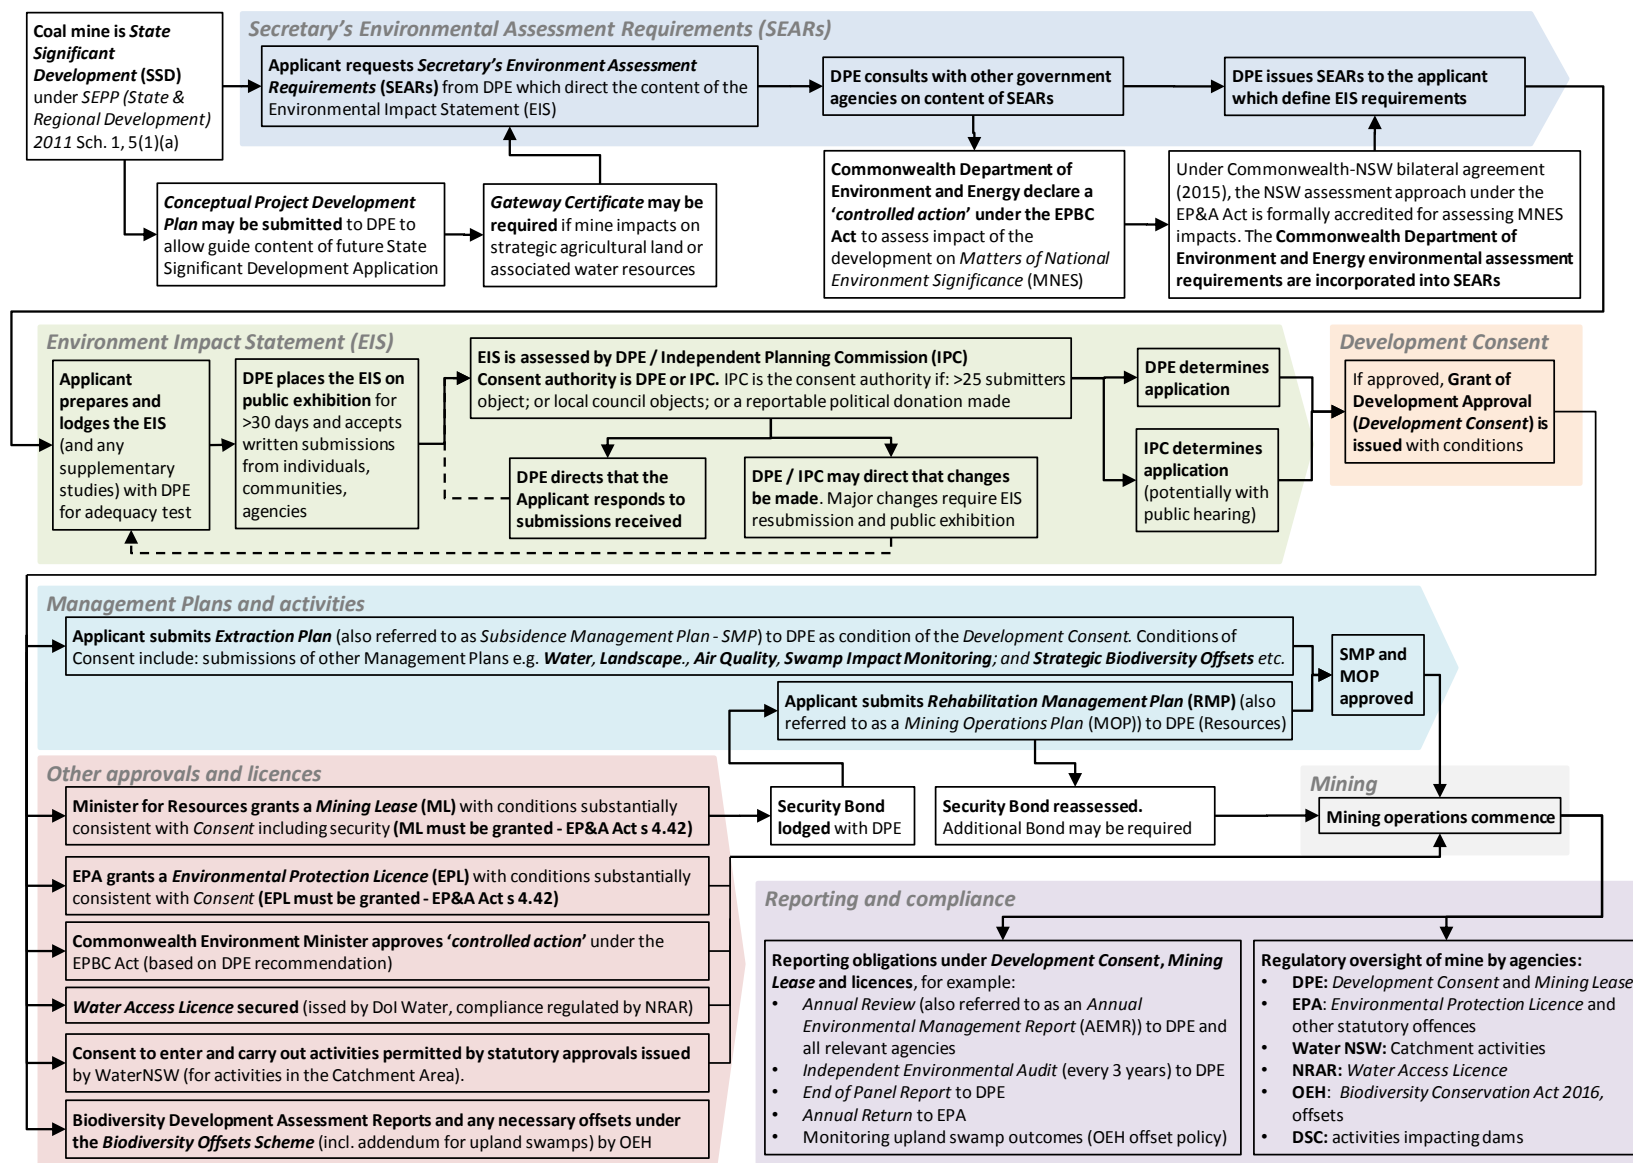 Coal mine is State
Significant
Development (SSD)
under SEPP (State &
Regional Development)
2011 Sch. 1, 5(1)(a)
Secretary's Environmental Assessment Requirements (SEARs)
Applicant requests Secretary's Environment Assessment
Requirements (SEARs) from DPE which direct the content of the
Environmental Impact Statement (EIS)
DPE consults with other government
agencies on content of SEARs
DPE issues SEARs to the applicant
which define EIS requirements
Conceptual Project Development
Plan may be submitted to DPE to
allow guide content of future State
Significant Development Application
Gateway Certificate may be
required if mine impacts on
strategic agricultural land or
associated water resources
Commonwealth Department of
Environment and Energy declare a
'controlled action' under the EPBC
Act to assess impact of the
development on Matters of National
Environment Significance (MNES)
Under Commonwealth-NSW bilateral agreement
(2015), the NSW assessment approach under the
EP&A Act is formally accredited for assessing MNES
impacts. The Commonwealth Department of
Environment and Energy environmental assessment
requirements are incorporated into SEARs
Environment Impact Statement (EIS)
Applicant
prepares and
lodges the EIS
(and any
supplementary
studies) with DPE
for adequacy test
DPE places the EIS on
public exhibition for
>30 days and accepts
written submissions
from individuals,
communities,
agencies
EIS is assessed by DPE / Independent Planning Commission (IPC)
Consent authority is DPE or IPC. IPC is the consent authority if: >25 submitters
object; or local council objects; or a reportable political donation made
DPE directs that the
Applicant responds to
submissions received
DPE / IPC may direct that changes
be made. Major changes require EIS
resubmission and public exhibition
DPE determines
application
IPC determines
application
(potentially with
public hearing)
Development Consent
If approved, Grant of
Development Approval
(Development Consent) is
issued with conditions
Management Plans and activities
Applicant submits Extraction Plan (also referred to as Subsidence Management Plan - SMP) to DPE as condition of the Development Consent. Conditions of
Consent include: submissions of other Management Plans e.g. Water, Landscape., Air Quality, Swamp Impact Monitoring; and Strategic Biodiversity Offsets etc.
Applicant submits Rehabilitation Management Plan (RMP) (also
referred to as a Mining Operations Plan (MOP)) to DPE (Resources)
SMP and
MOP
approved
Other approvals and licences
Minister for Resources grants a Mining Lease (ML) with conditions substantially
consistent with Consent including security (ML must be granted - EP&A Act s 4.42)
Security Bond
lodged with DPE
Security Bond reassessed.
Additional Bond may be required
Mining
Mining operations commence
EPA grants a Environmental Protection Licence (EPL) with conditions substantially
consistent with Consent (EPL must be granted - EP&A Act s 4.42)
Commonwealth Environment Minister approves 'controlled action' under the
EPBC Act (based on DPE recommendation)
Water Access Licence secured (issed by DoI Water, compliance regulated by NRAR)
Consent to enter and carry out activities permitted by statutory approvals issued
by WaterNSW (for activities in the Catchment Area).
Biodiversity Development Assessment Reports and any necessary offsets under
the Biodiversity Offsets Scheme (incl. addendum for upland swamps) by OEH
Reporting and compliance
Reporting obligations under Development Consent, Mining
Lease and licences, for example:
• Annual Review (also referred to as an Annual
Environmental Management Report (AEMR)) to DPE and
all relevant agencies
• Independent Environmental Audit (every 3 years) to DPE
• End of Panel Report to DPE
• Annual Return to EPA
• Monitoring upland swamp outcomes (OEH offset policy)
Regulatory oversight of mine by agencies:
• DPE: Development Consent and Mining Lease
• EPA: Environmental Protection Licence and
other statutory offences
• Water NSW: Catchment activities
• NRAR: Water Access Licence
• OEH: Biodiversity Conservation Act 2016,
offsets
• DSC: activities impacting dams